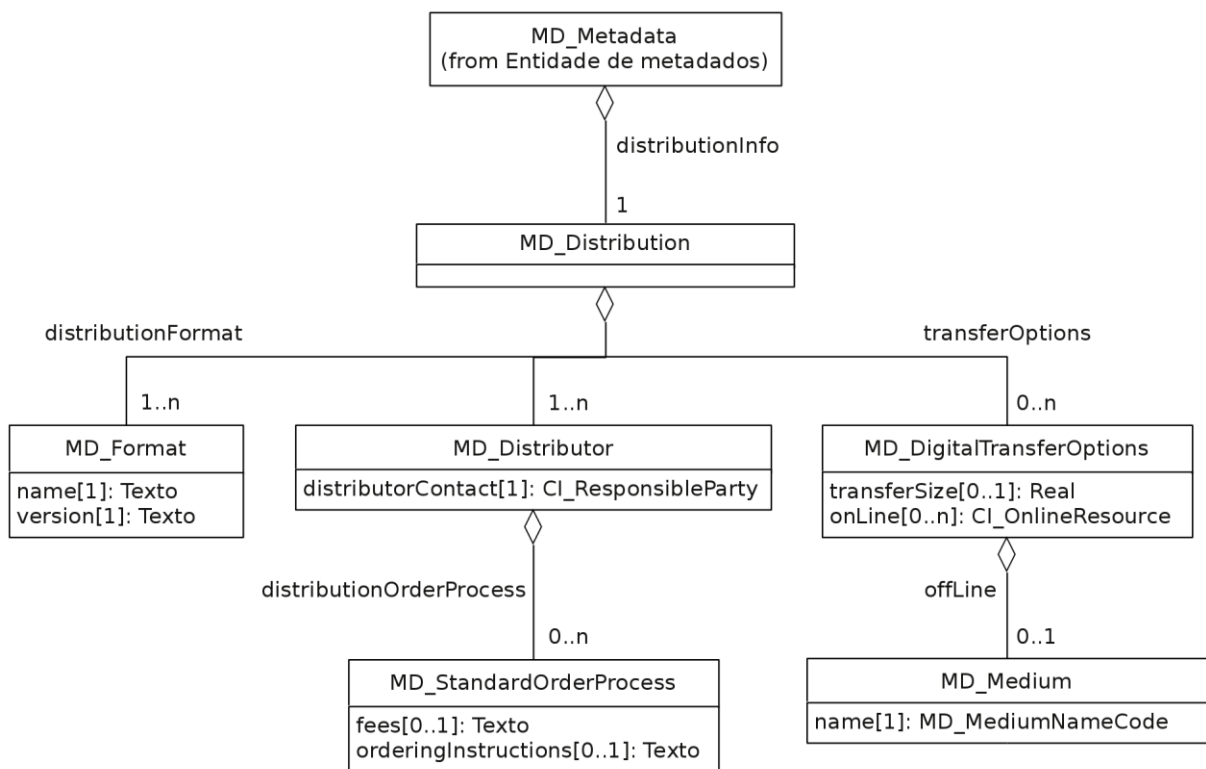 MD_Metadata
(from Entidade de metadados)
distributionInfo
1
MD_Distribution
distributionFormat
transferOptions
1..n
1..n
0..n
MD_Format
name[1]: Texto
version[1]: Texto
MD_Distributor
distributorContact[1]: CI_ResponsibleParty
MD_DigitalTransferOptions
transferSize[0..1]: Real
onLine[0..n]: CI_OnlineResource
distributionOrderProcess
offLine
0..n
0..1
MD_StandardOrderProcess
fees[0..1]: Texto
orderingInstructions[0..1]: Texto
MD_Medium
name[1]: MD_MediumNameCode